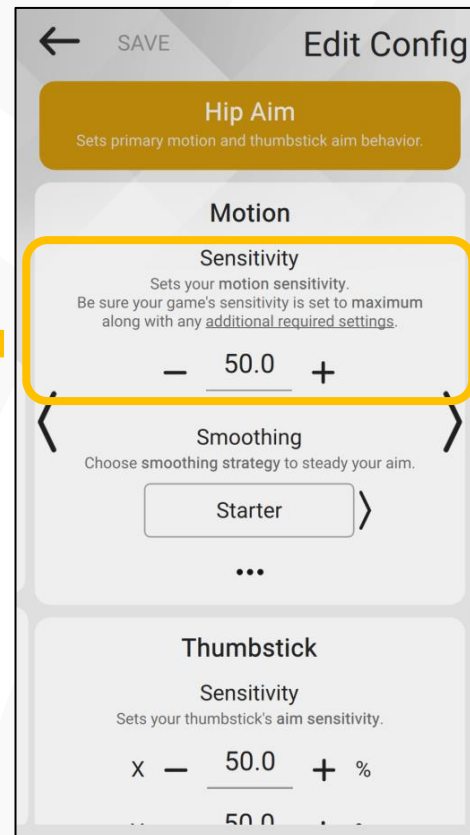 SAVE Edit Config
Hip Aim
Sets primary motion and thumbstick aim behavior.
Motion
Sensitivity
Sets your motion sensitivity.
Be sure your game's sensitivity is set to maximum
along with any additional required settings.
— 50.0 +
Smoothing
Choose smoothing strategy to steady your aim.
Starter
•••
Thumbstick
Sensitivity
Sets your thumbstick's aim sensitivity.
X — 50.0 + %
50.0